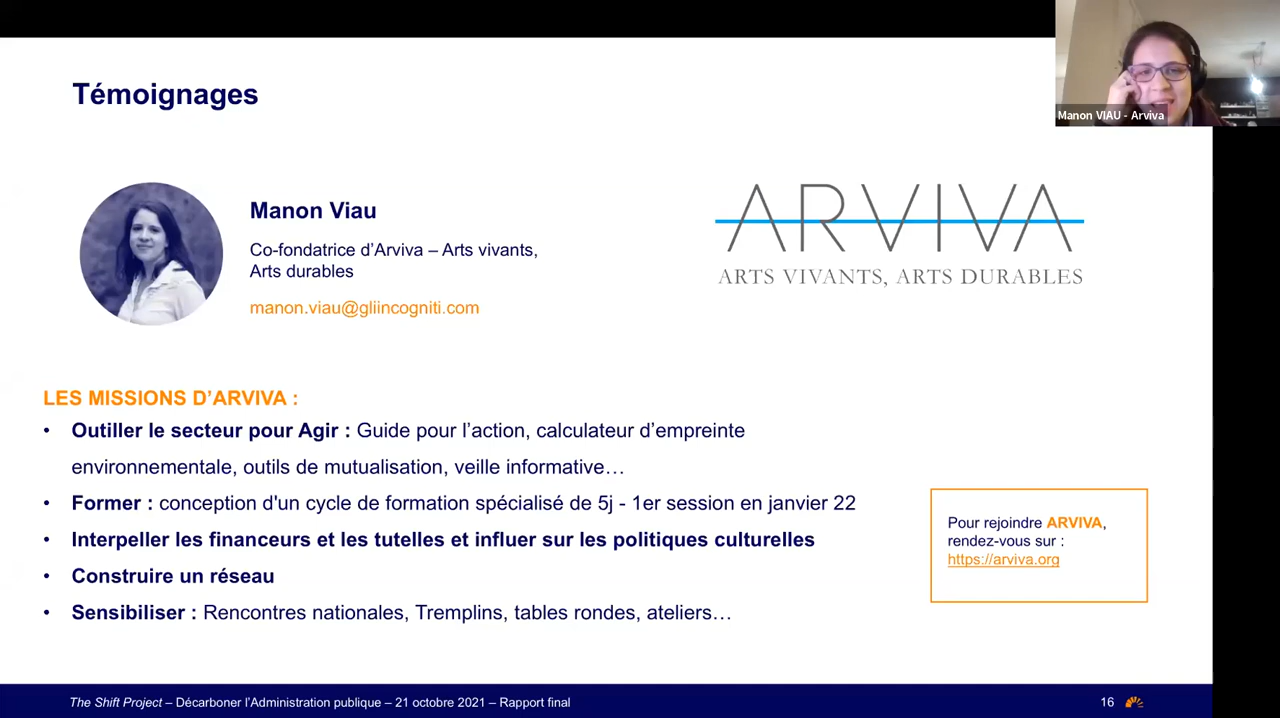 Témoignages
Manon VIAU - Arviva
Manon Viau
Co-fondatrice d’Arviva – Arts vivants,
Arts durables
manon.viau@gliincogniti.com
ARVIVA
ARTS VIVANTS, ARTS DURABLES
LES MISSIONS D’ARVIVA :
• Outiller le secteur pour Agir : Guide pour l’action, calculateur d’empreinte
environnementale, outils de mutualisation, veille informative…
• Former : conception d'un cycle de formation spécialisé de 5j - 1er session en janvier 22
• Interpeller les financeurs et les tutelles et influer sur les politiques culturelles
• Construire un réseau
• Sensibiliser : Rencontres nationales, Tremplins, tables rondes, ateliers…
Pour rejoindre ARVIVA,
rendez-vous sur :
https://arviva.org
The Shift Project – Décarboner l’Administration publique – 21 octobre 2021 – Rapport final
16